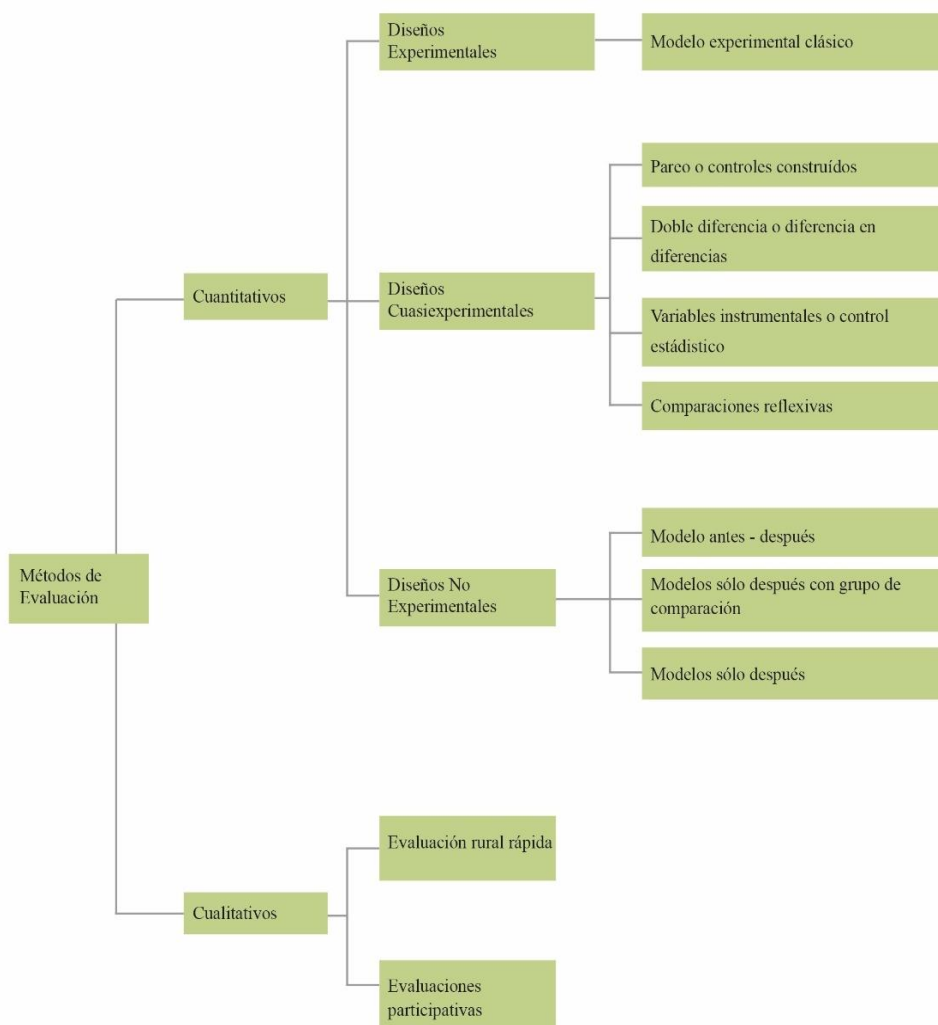 Diseños
Experimentales
Modelo experimental clásico
Pareo o controles construídos
Doble diferencia o diferencia en
diferencias
Cuantitativos
Diseños
Cuasiexperimentales
Variables instrumentales o control
estádistico
Comparaciones reflexivas
Modelo antes - después
Métodos de
Evaluación
Diseños No
Experimentales
Modelos sólo después con grupo de
comparación
Modelos sólo después
Evaluación rural rápida
Cualitativos
Evaluaciones
participativas